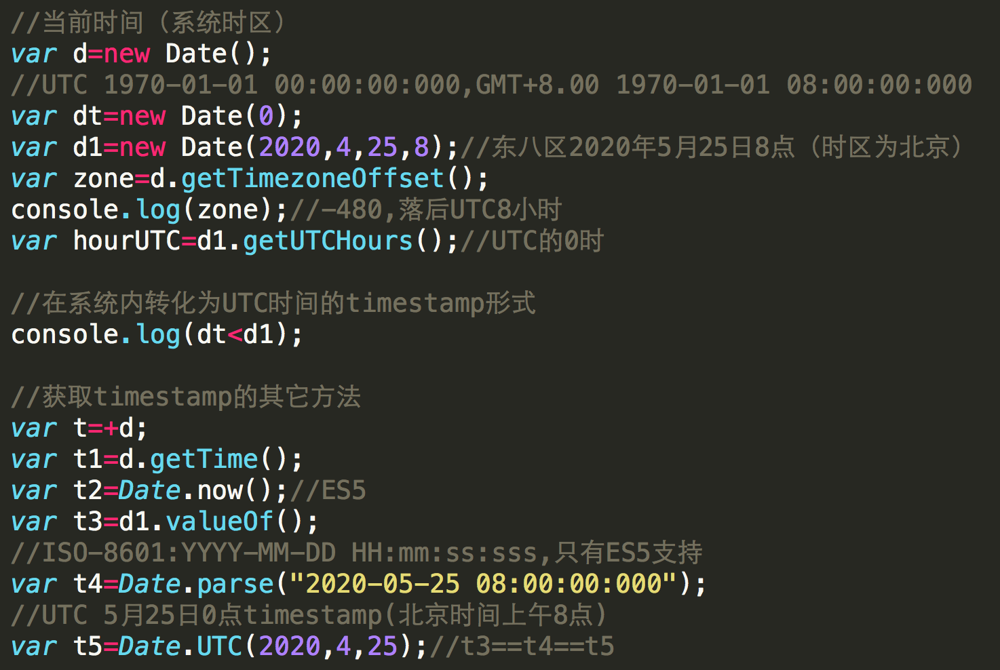 //当前时间（系统时区）
var d=new Date();
//UTC 1970-01-01 00:00:00:000,GMT+8.00 1970-01-01 08:00:00:000
var dt=new Date(0);
var d1=new Date(2020,4,25,8);//东八区2020年5月25日8点（时区为北京）
var zone=d.getTimezoneOffset();
console.log(zone);//-480,落后UTC8小时
var hourUTC=d1.getUTCHours();//UTC的0时
//在系统内转化为UTC时间的timestamp形式
console.log(dt<d1);
//获取timestamp的其它方法
var t=+d;
var t1=d.getTime();
var t2=Date.now();//ES5
var t3=d1.valueOf();
//ISO-8601:YYYY-MM-DD HH:mm:ss:sss,只有ES5支持
var t4=Date.parse("2020-05-25 08:00:00:000");
//UTC 5月25日0点timestamp(北京时间上午8点)
var t5=Date.UTC(2020,4,25);//t3==t4==t5